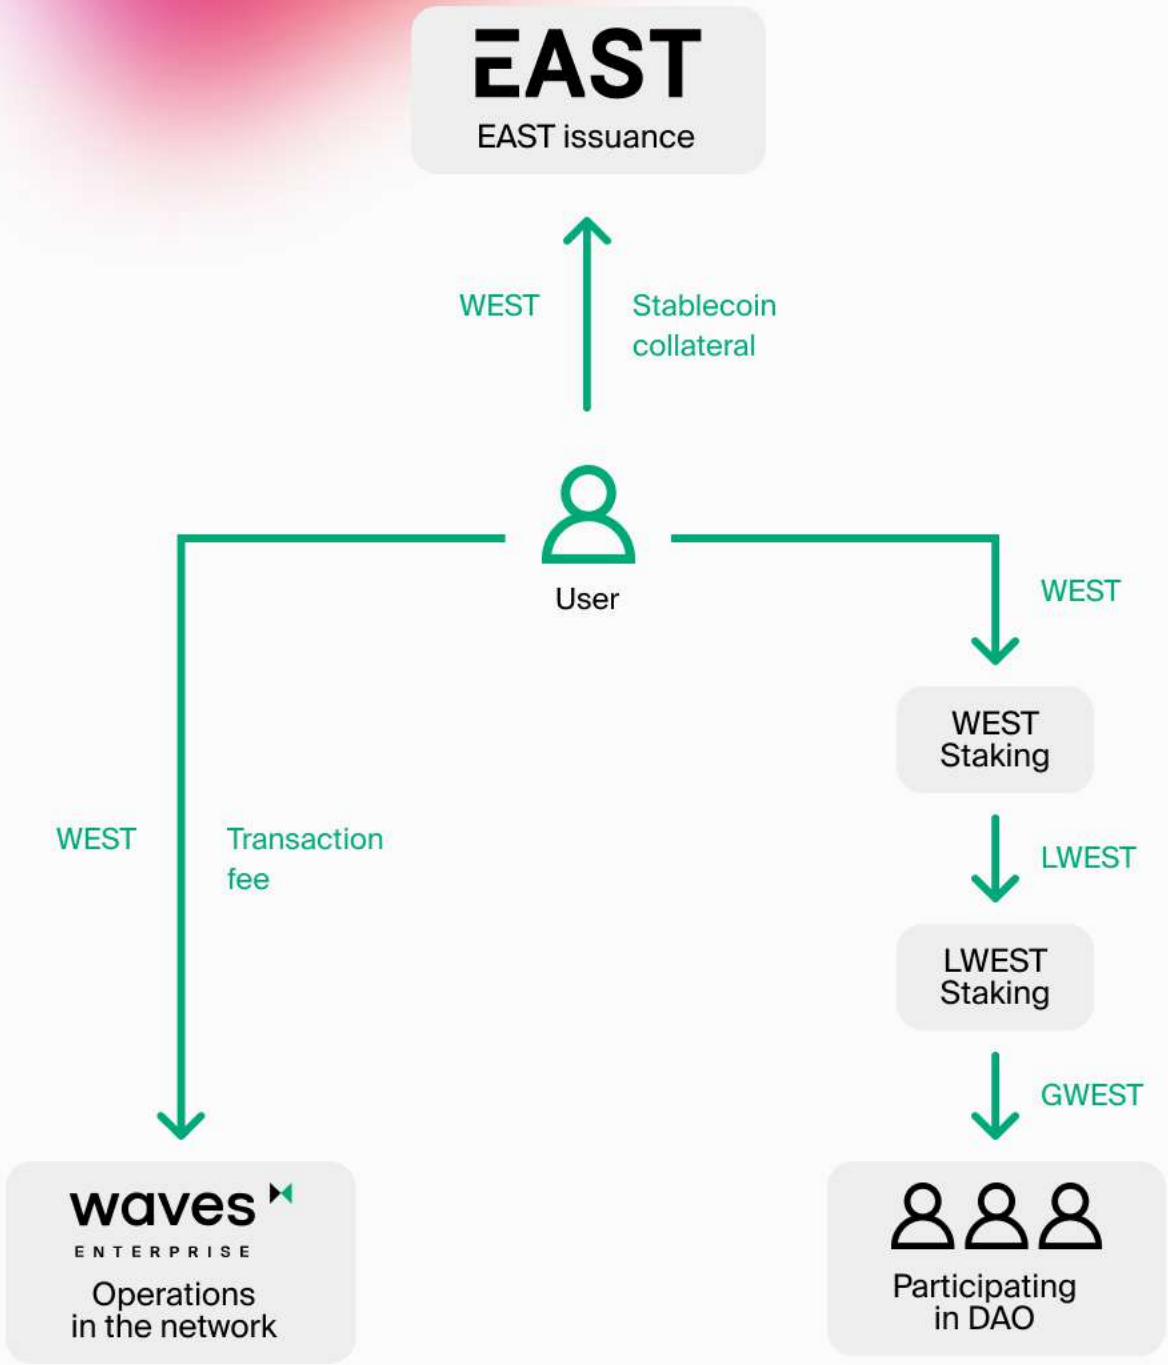 EAST
EAST issuance
WEST
Stablecoin
collateral
User
WEST
WEST
Staking
WEST
Transaction
fee
LWEST
LWEST
Staking
GWEST
waves
ENTERPRISE
Operations
in the network
Participating
in DAO